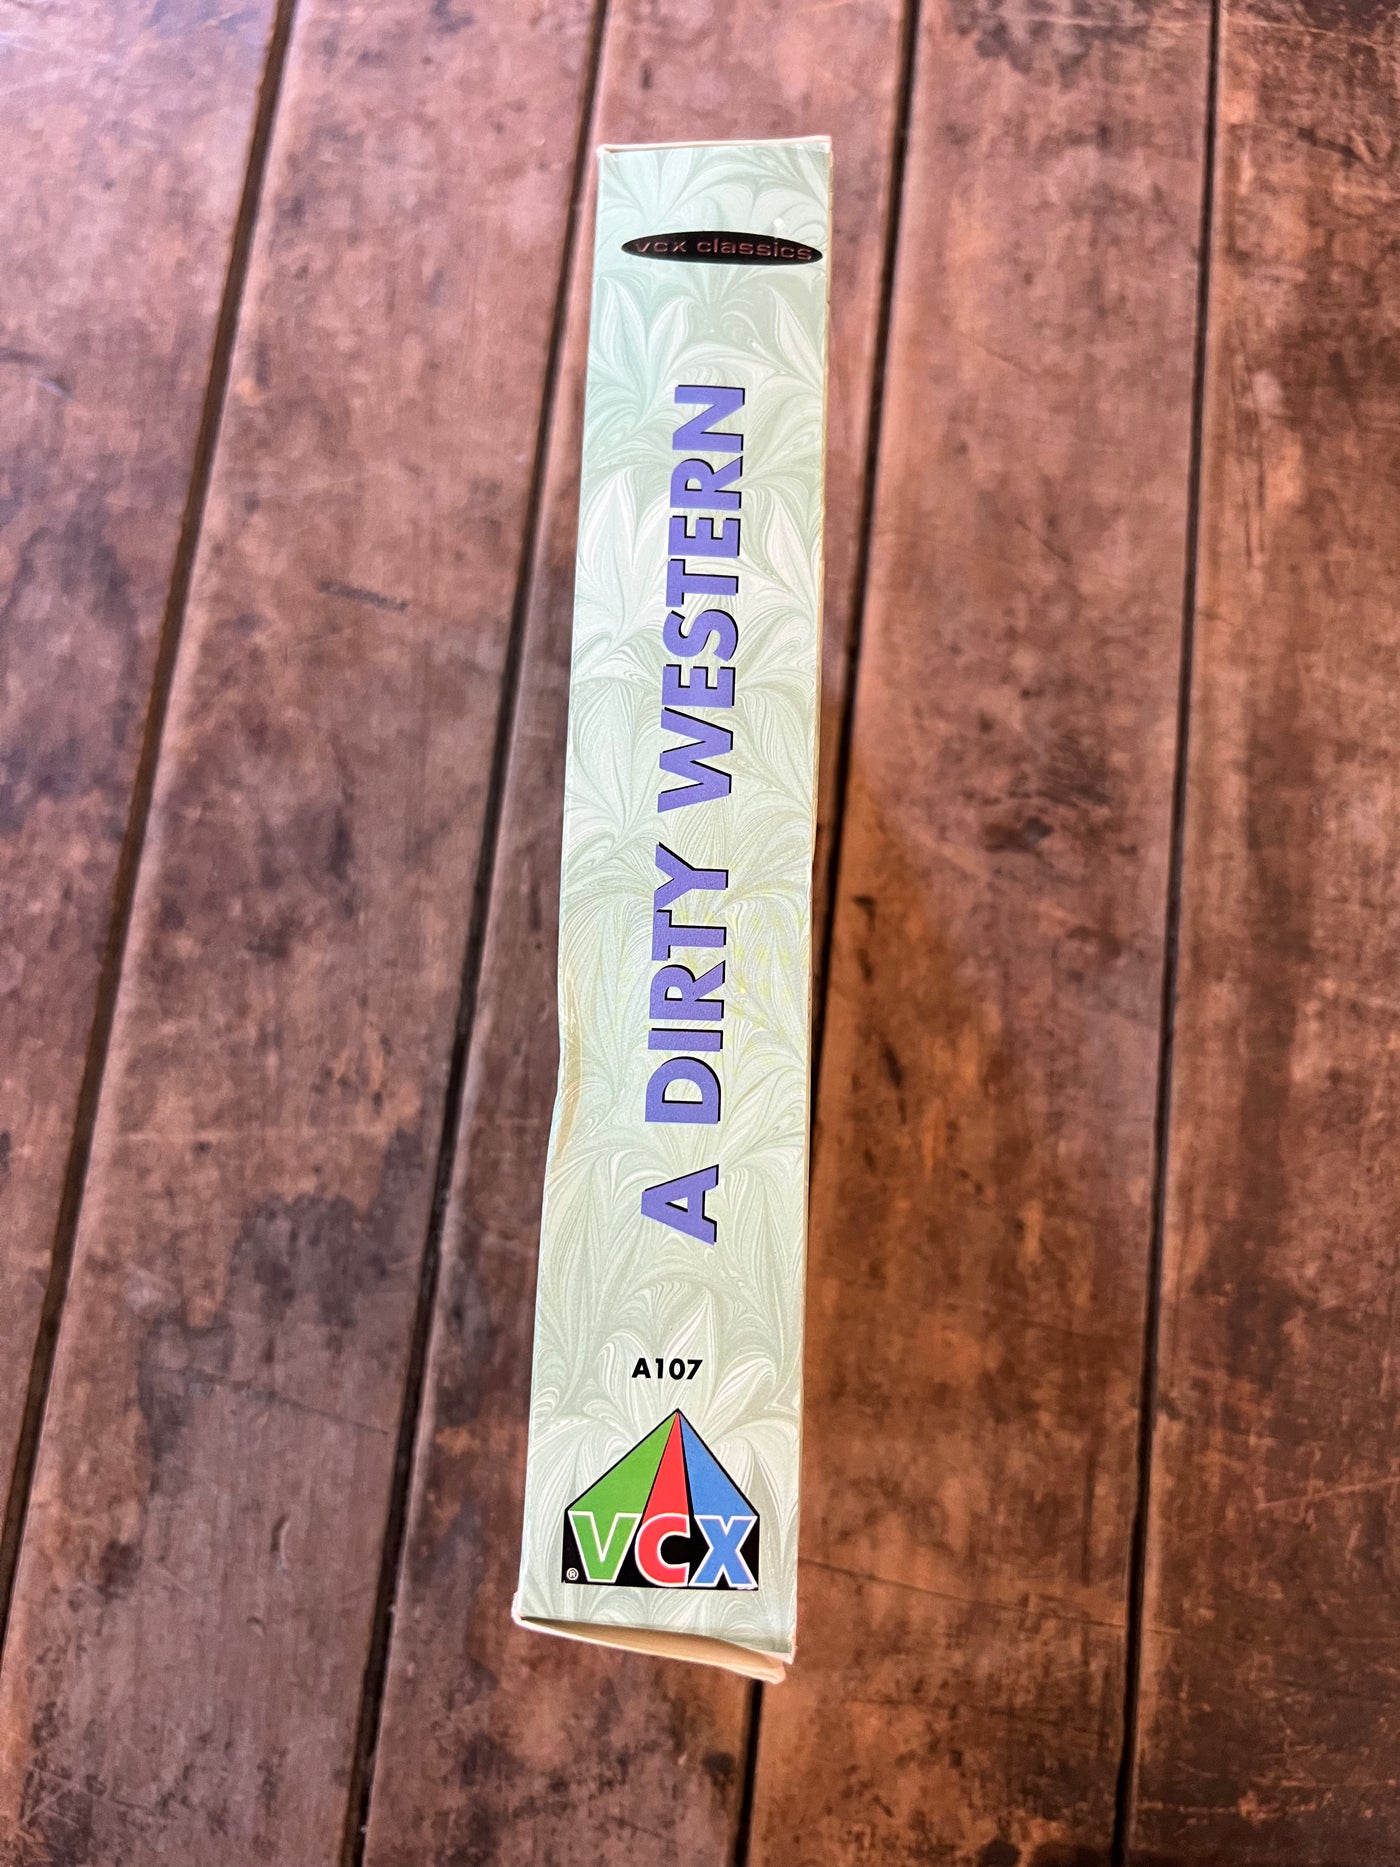 vcx classics
A DIRTY WESTERN
A107
VCX
®